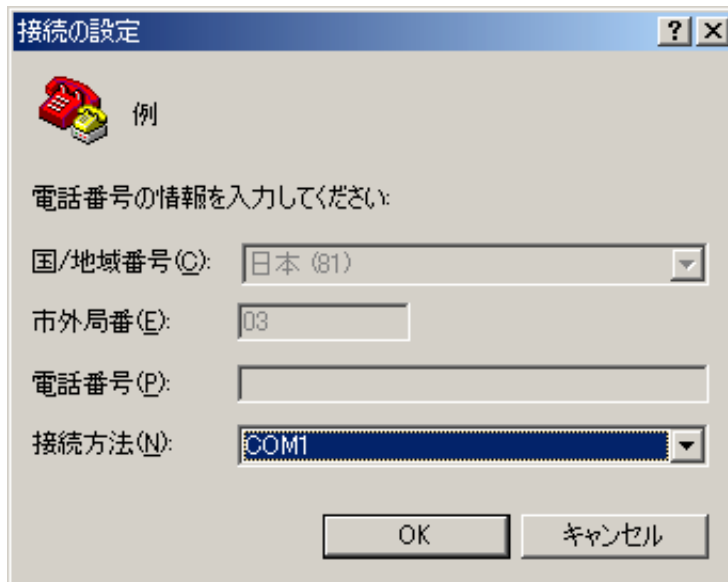 接続の設定
例
電話番号の情報を入力してください:
国/地域番号(C): 日本 (81)
市外局番(E): 03
電話番号(P):
接続方法(N): COM1
OK キャンセル